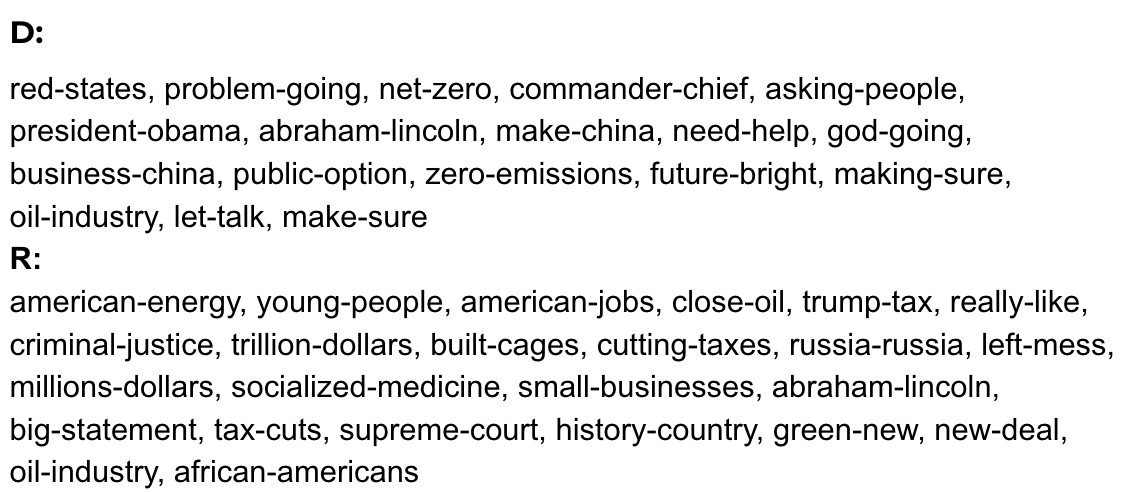 D:
red-states, problem-going, net-zero, commander-chief, asking-people,
president-obama, abraham-lincoln, make-china, need-help, god-going,
business-china, public-option, zero-emissions, future-bright, making-sure,
oil-industry, let-talk, make-sure
R:
american-energy, young-people, american-jobs, close-oil, trump-tax, really-like,
criminal-justice, trillion-dollars, built-cages, cutting-taxes, russia-russia, left-mess,
millions-dollars, socialized-medicine, small-businesses, abraham-lincoln,
big-statement, tax-cuts, supreme-court, history-country, green-new, new-deal,
oil-industry, african-americans